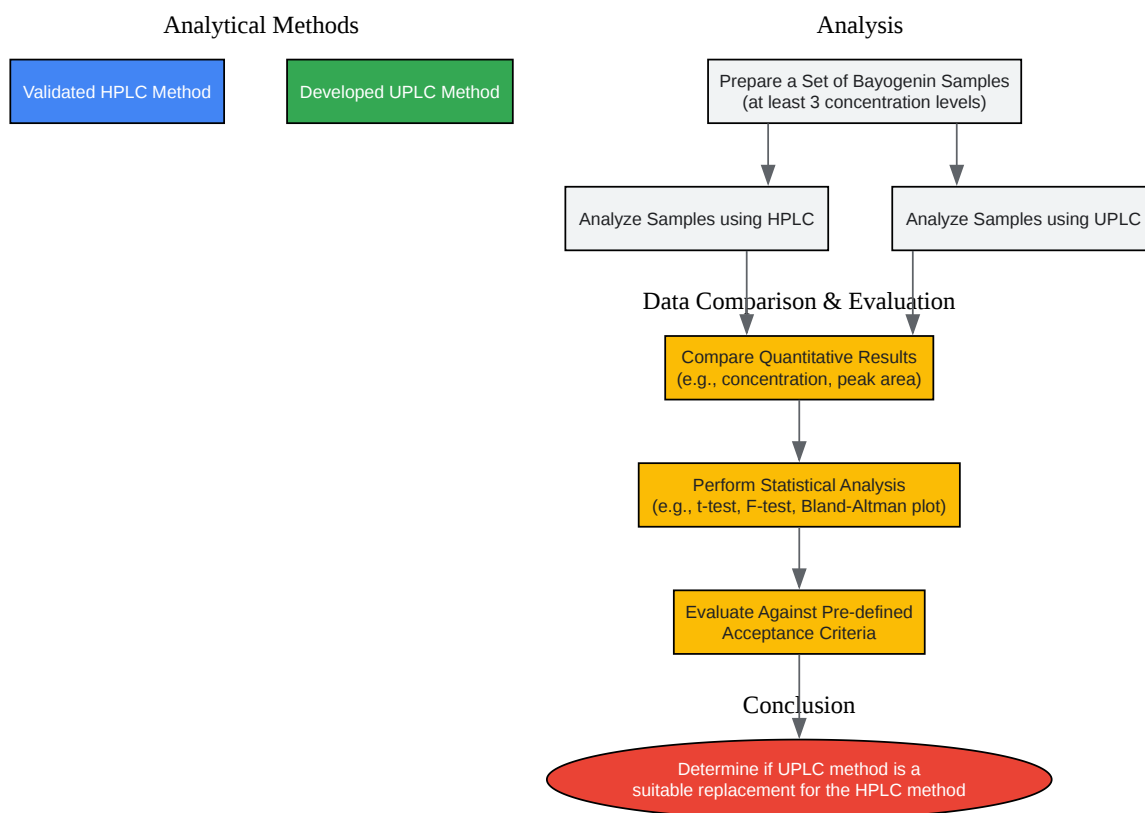 Analytical Methods
Validated HPLC Method
Developed UPLC Method
Analysis
Prepare a Set of Bayogenin Samples
(at least 3 concentration levels)
Analyze Samples using HPLC
Analyze Samples using UPLC
Data Comparison & Evaluation
Compare Quantitative Results
(e.g., concentration, peak area)
Perform Statistical Analysis
(e.g., t-test, F-test, Bland-Altman plot)
Evaluate Against Pre-defined
Acceptance Criteria
Conclusion
Determine if UPLC method is a
suitable replacement for the HPLC method